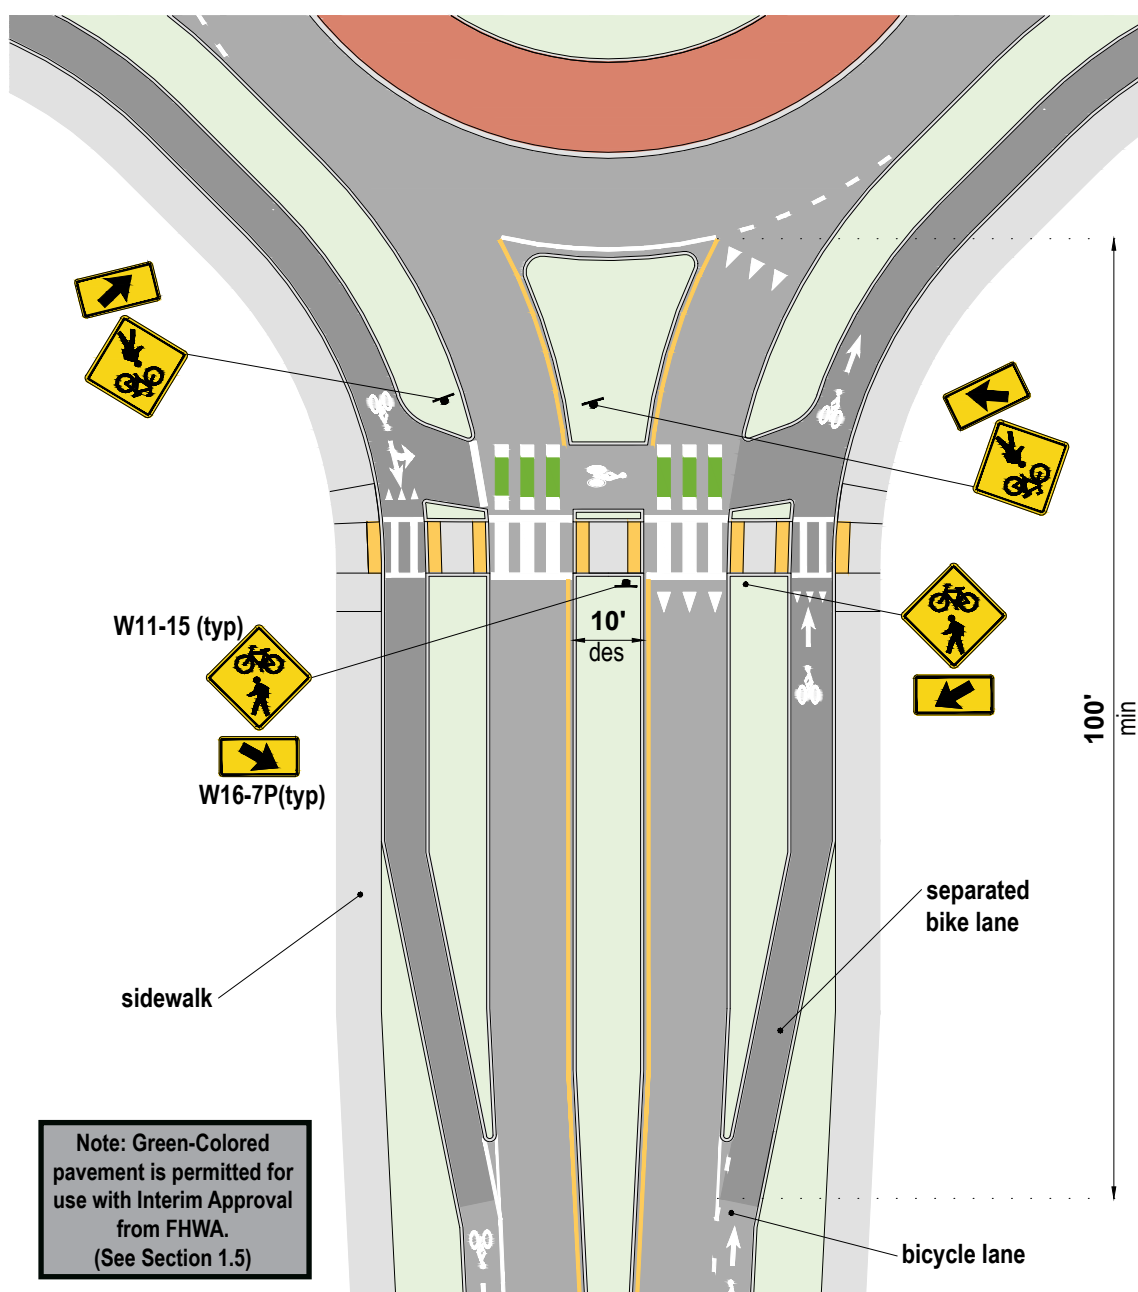 W11-15 (typ)
10'
des
W16-7P(typ)
100'
min
separated
bike lane
sidewalk
Note: Green-Colored
pavement is permitted for
use with Interim Approval
from FHWA.
(See Section 1.5)
bicycle lane